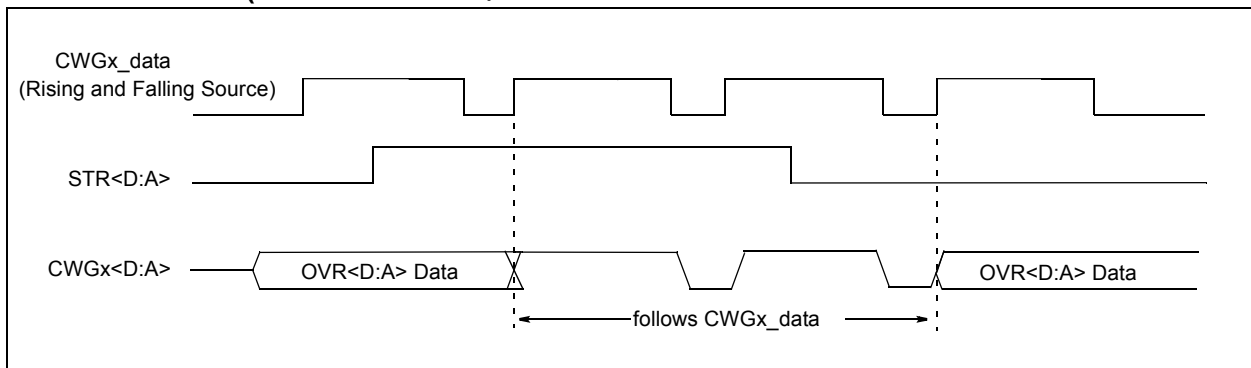 CWGx_data
(Rising and Falling Source)
STR<D:A>
CWGx<D:A>
OVR<D:A> Data
OVR<D:A> Data
follows CWGx_data